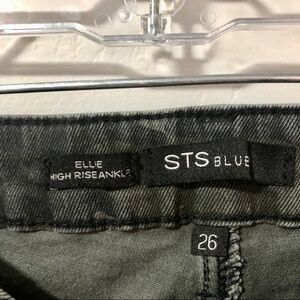 ELLIE
HIGH RISE ANKLE
STS BLUE
26